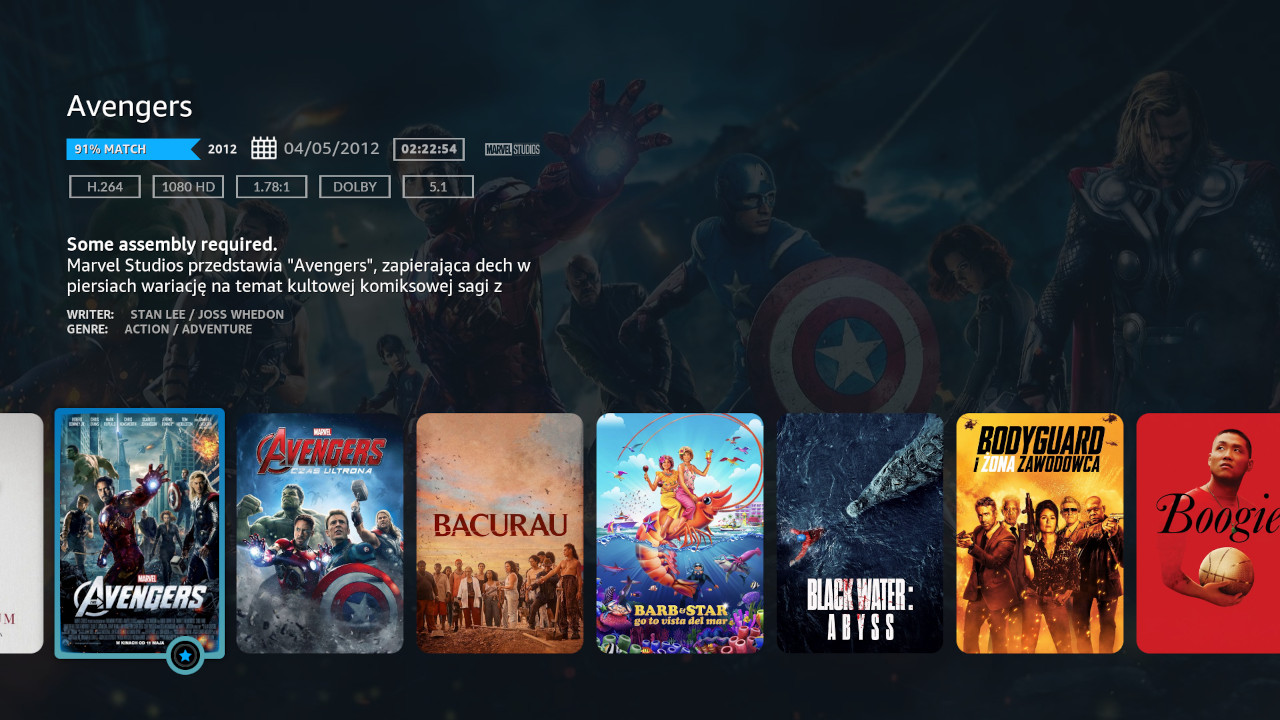 Avengers
91% MATCH 2012 04/05/2012 02:22:54 MARVEL STUDIOS
H.264 1080 HD 1.78:1 DOLBY 5.1
Some assembly required.
Marvel Studios przedstawia "Avengers", zapierająca dech w
piersiach wariację na temat kultowej komiksowej sagi z
WRITER: STAN LEE / JOSS WHEDON
GENRE: ACTION / ADVENTURE
UM
MARVEL
AVENGERS
W KINACH OD 11 MAJA
MARVEL
AVENGERS
CZAS ULTRONA
BACURAU
BARB & STAR
go to vista del mar
BLACK WATER:
ABYSS
BODYGUARD
i ŻONA ZAWODOWCA
Boogie